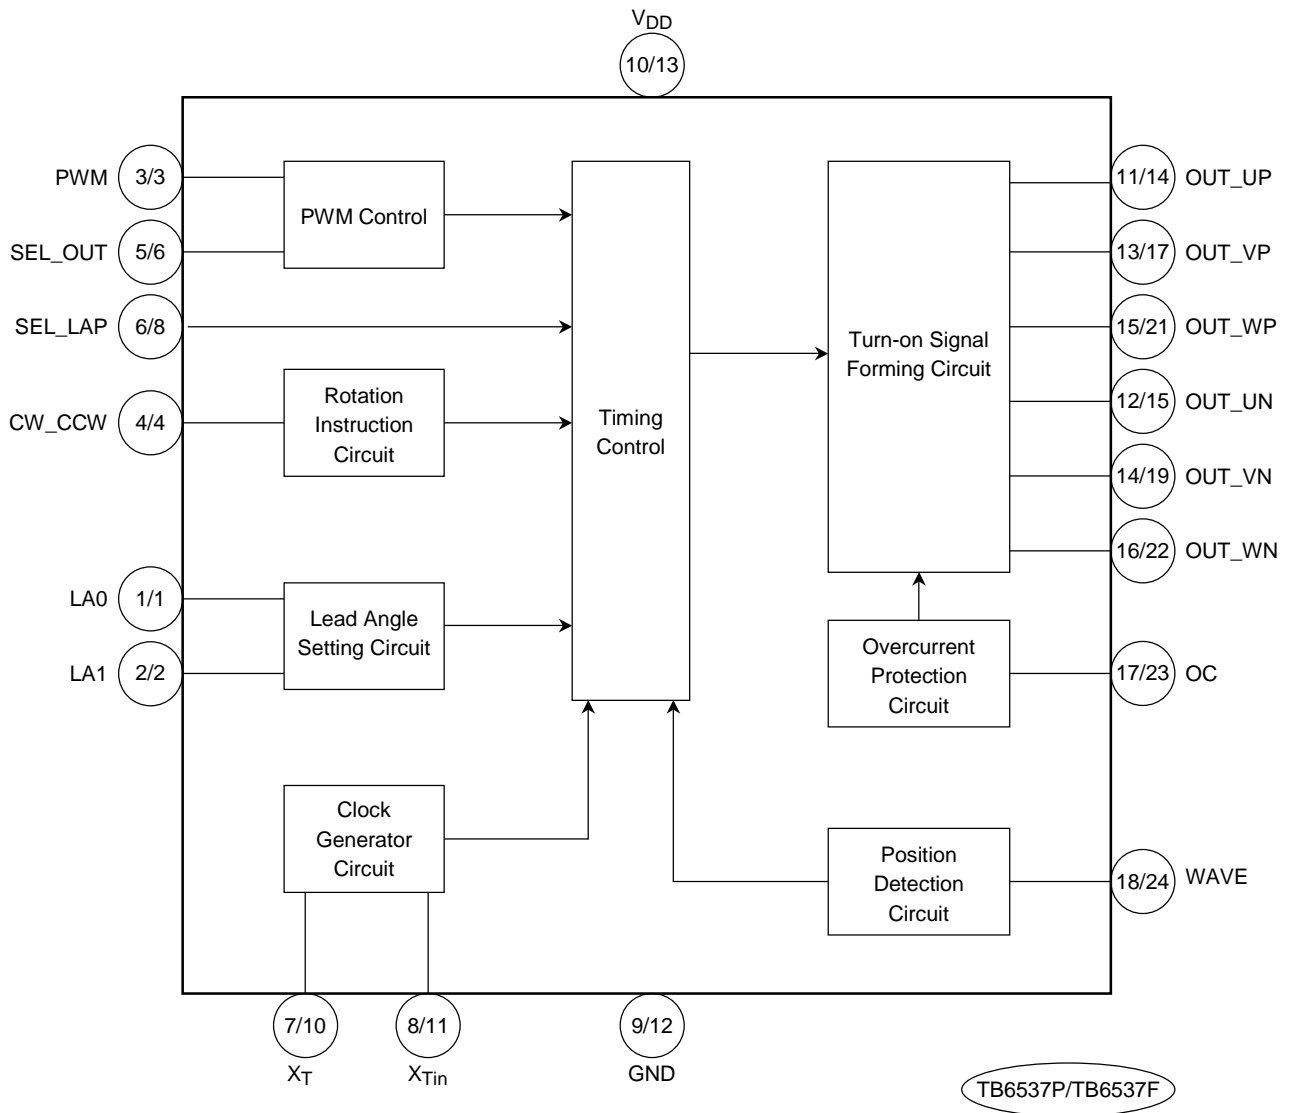 VDD
10/13
PWM
3/3
PWM Control
SEL_OUT
5/6
SEL_LAP
6/8
CW_CCW
4/4
Rotation
Instruction
Circuit
LA0
1/1
LA1
2/2
Lead Angle
Setting Circuit
Clock
Generator
Circuit
7/10
XT
8/11
XTin
9/12
GND
Timing
Control
Turn-on Signal
Forming Circuit
11/14
OUT_UP
13/17
OUT_VP
15/21
OUT_WP
12/15
OUT_UN
14/19
OUT_VN
16/22
OUT_WN
Overcurrent
Protection
Circuit
17/23
OC
Position
Detection
Circuit
18/24
WAVE
TB6537P/TB6537F